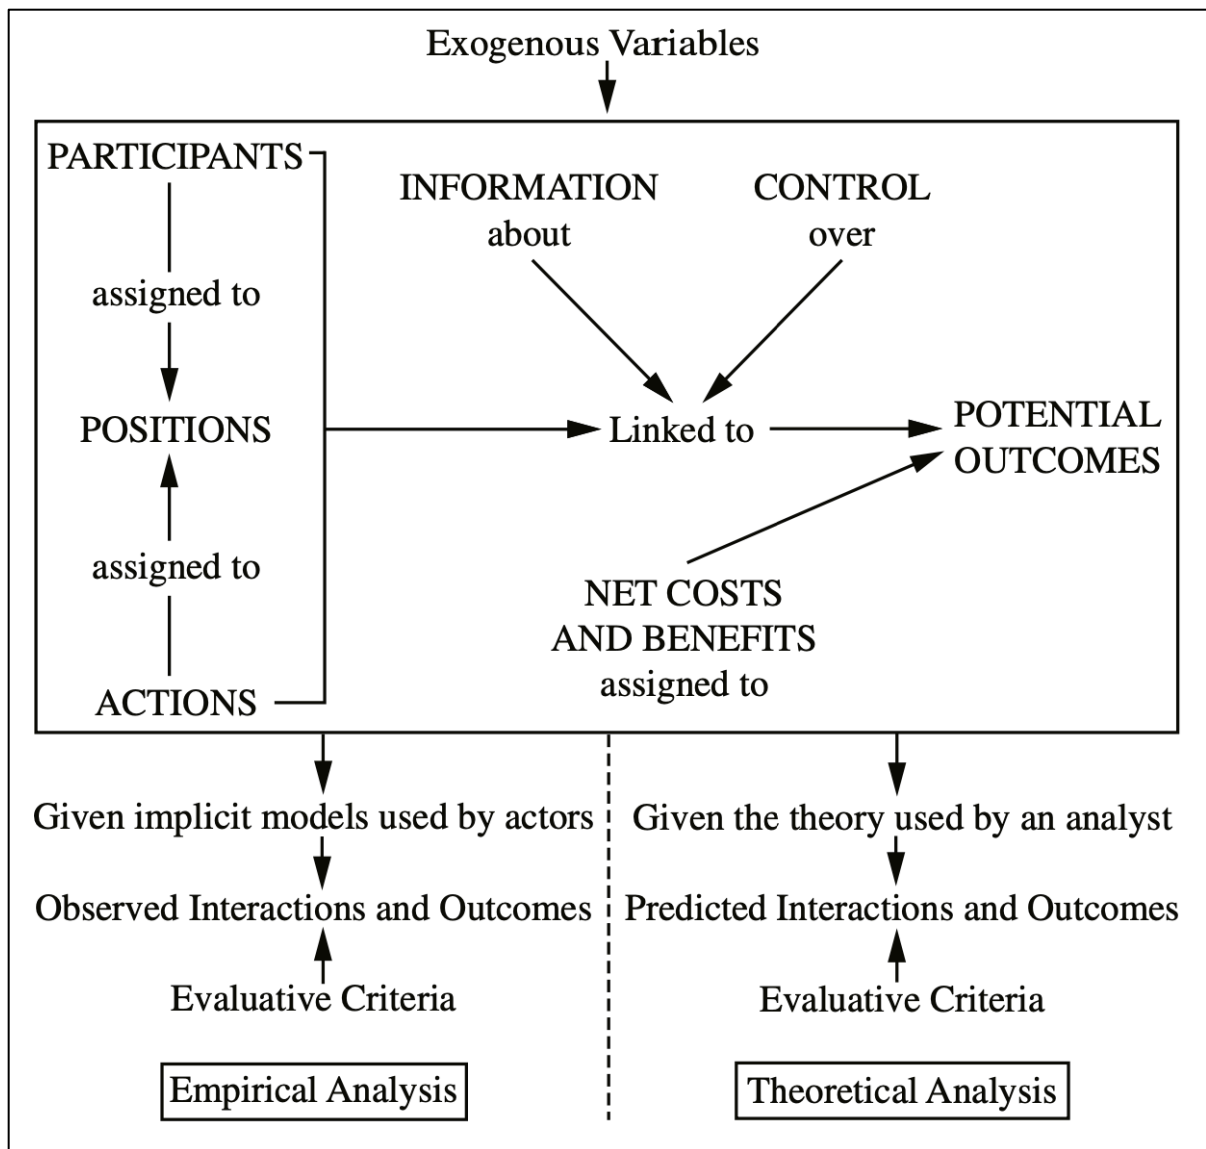 Exogenous Variables
PARTICIPANTS
assigned to
POSITIONS
assigned to
ACTIONS
INFORMATION
about
CONTROL
over
Linked to
POTENTIAL
OUTCOMES
NET COSTS
AND BENEFITS
assigned to
Given implicit models used by actors
Observed Interactions and Outcomes
Evaluative Criteria
Empirical Analysis
Given the theory used by an analyst
Predicted Interactions and Outcomes
Evaluative Criteria
Theoretical Analysis